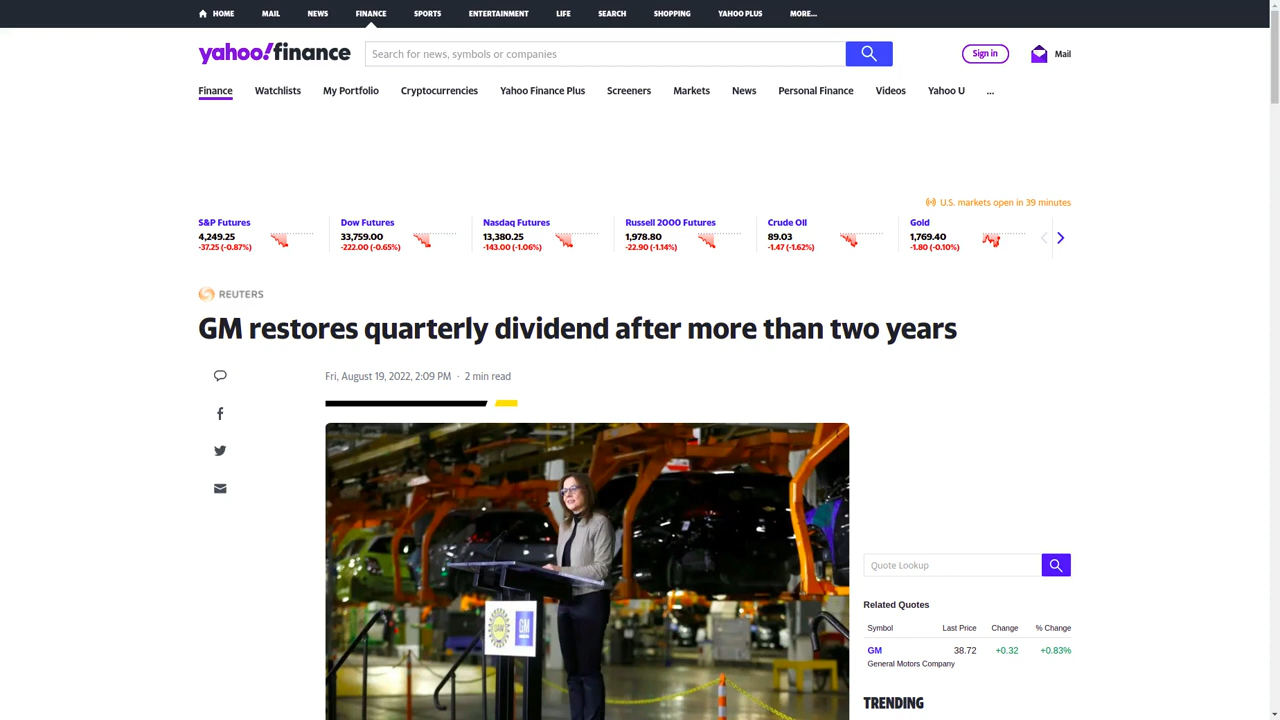 HOME MAIL NEWS FINANCE SPORTS ENTERTAINMENT LIFE SEARCH SHOPPING YAHOO PLUS MORE...
yahoo!finance
Search for news, symbols or companies
Sign in
Mail
Finance Watchlists My Portfolio Cryptocurrencies Yahoo Finance Plus Screeners Markets News Personal Finance Videos Yahoo U ...
U.S. markets open in 39 minutes
S&P Futures
4,249.25
-37.25 (-0.87%)
Dow Futures
33,759.00
-222.00 (-0.65%)
Nasdaq Futures
13,380.25
-143.00 (-1.06%)
Russell 2000 Futures
1,978.80
-22.90 (-1.14%)
Crude Oil
89.03
-1.47 (-1.62%)
Gold
1,769.40
-1.80 (-0.10%)
REUTERS
GM restores quarterly dividend after more than two years
Fri, August 19, 2022, 2:09 PM · 2 min read
GM
Quote Lookup
Related Quotes
Symbol Last Price Change % Change
GM 38.72 +0.32 +0.83%
General Motors Company
TRENDING